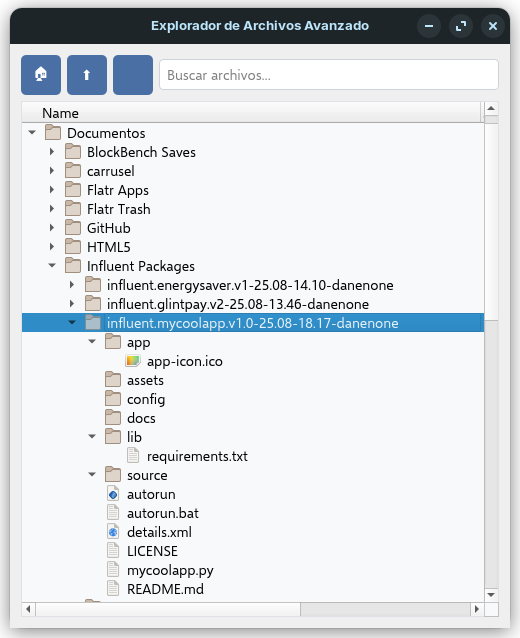 Explorador de Archivos Avanzado
Buscar archivos...
Name
Documentos
BlockBench Saves
carrusel
Flatr Apps
Flatr Trash
GitHub
HTML5
Influent Packages
influent.energysaver.v1-25.08-14.10-danenone
influent.glintpay.v2-25.08-13.46-danenone
influent.mycoolapp.v1.0-25.08-18.17-danenone
app
app-icon.ico
assets
config
docs
lib
requirements.txt
source
autorun
autorun.bat
details.xml
LICENSE
mycoolapp.py
README.md